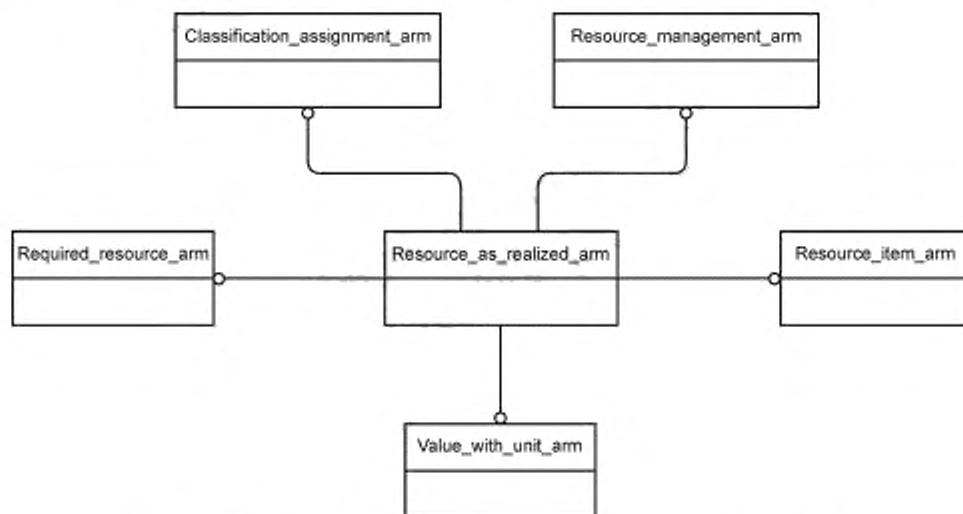 Classification_assignment_arm
Resource_management_arm
Required_resource_arm
Resource_as_realized_arm
Resource_item_arm
Value_with_unit_arm